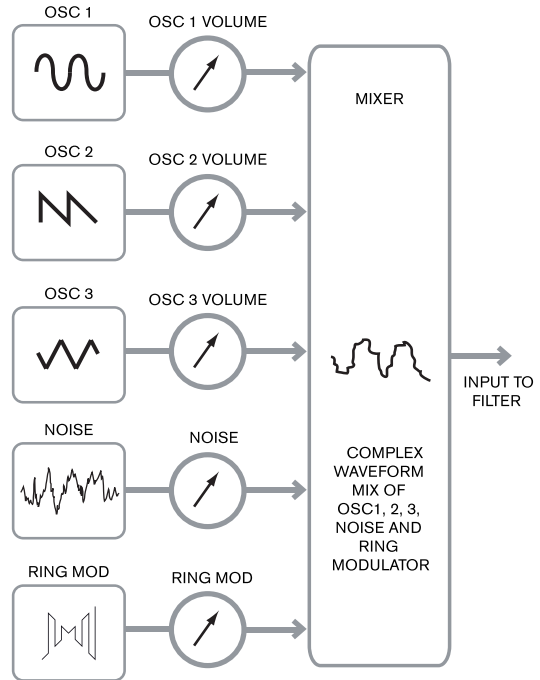 OSC 1
OSC 1 VOLUME
MIXER
OSC 2
OSC 2 VOLUME
OSC 3
OSC 3 VOLUME
INPUT TO
FILTER
NOISE
NOISE
COMPLEX
WAVEFORM
MIX OF
OSC1, 2, 3,
NOISE AND
RING
MODULATOR
RING MOD
RING MOD